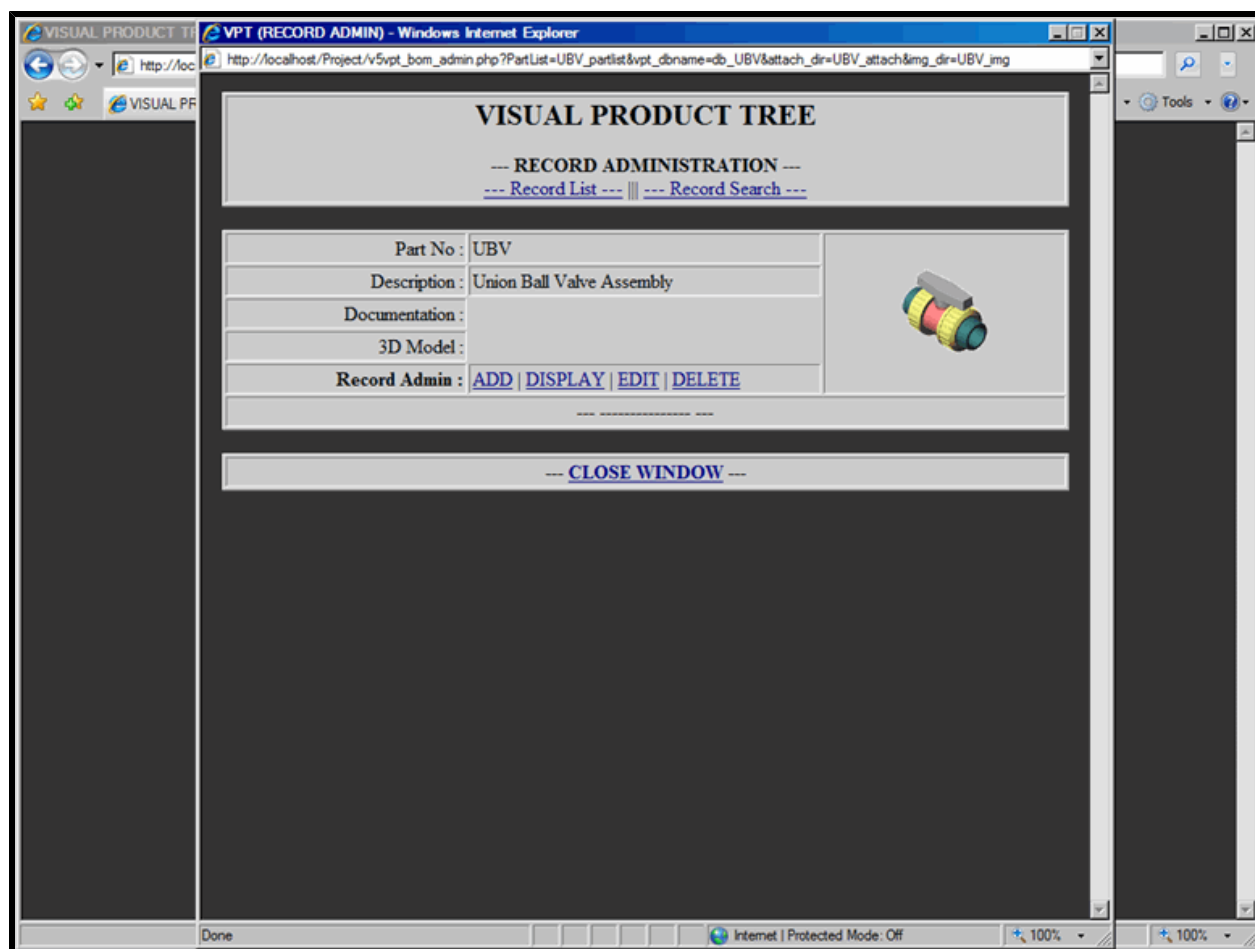 VISUAL PRODUCT TR
VPT (RECORD ADMIN) - Windows Internet Explorer
http://loc
http://localhost/Project/v5vpt_bom_admin.php?PartList=UBV_partlist&vpt_dbname=db_UBV&attach_dir=UBV_attach&img_dir=UBV_img
VISUAL PR
Tools
VISUAL PRODUCT TREE
--- RECORD ADMINISTRATION ---
--- Record List --- ||| --- Record Search ---
Part No : UBV
Description : Union Ball Valve Assembly
Documentation :
3D Model :
Record Admin : ADD | DISPLAY | EDIT | DELETE
--- --------------- ---
--- CLOSE WINDOW ---
Done
Internet | Protected Mode: Off
100%
100%